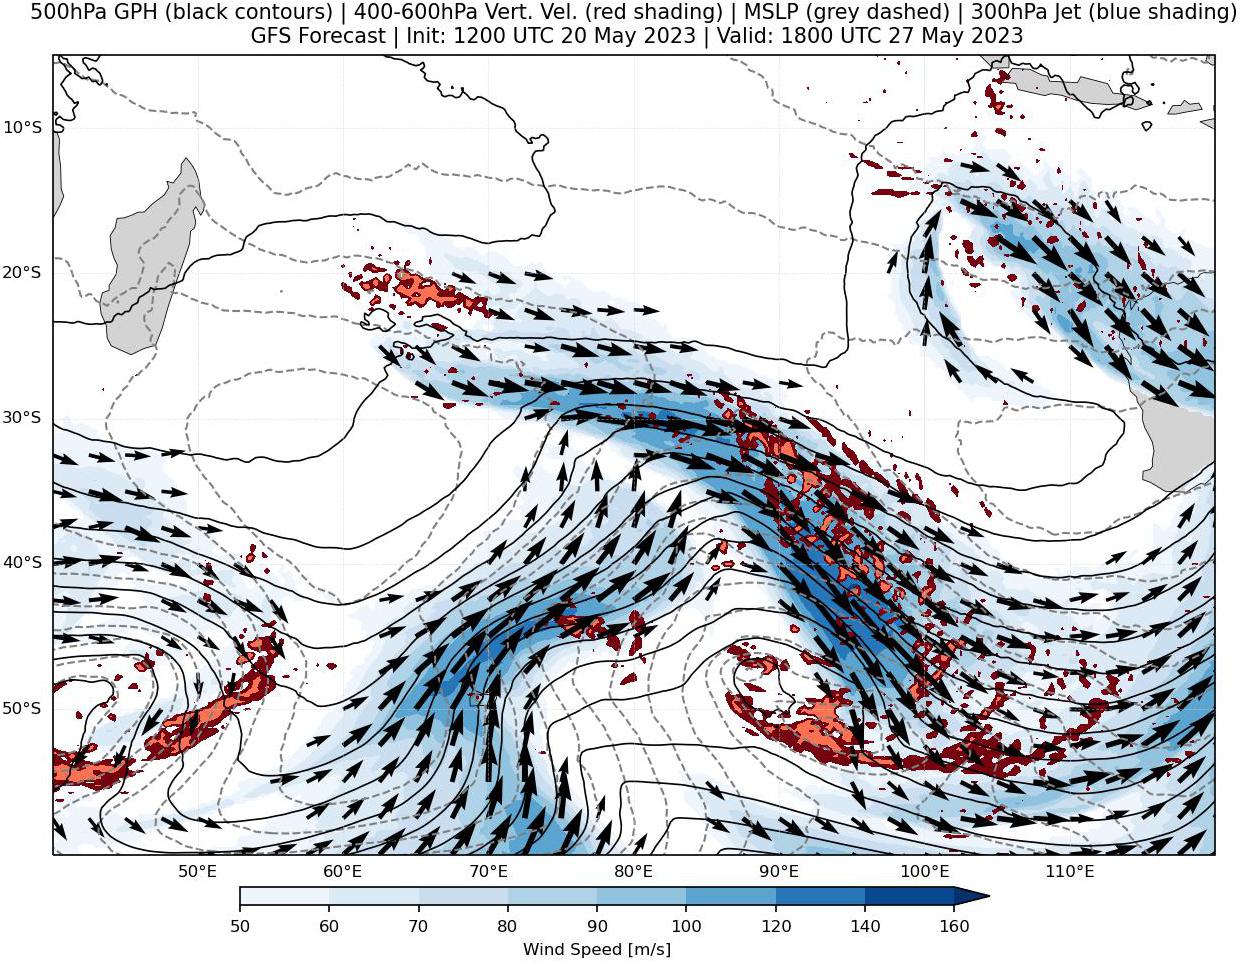 500hPa GPH (black contours) | 400-600hPa Vert. Vel. (red shading) | MSLP (grey dashed) | 300hPa Jet (blue shading)
GFS Forecast | Init: 1200 UTC 20 May 2023 | Valid: 1800 UTC 27 May 2023
10°S
20°S
30°S
40°S
50°S
50°E 60°E 70°E 80°E 90°E 100°E 110°E
50 60 70 80 90 100 120 140 160
Wind Speed [m/s]